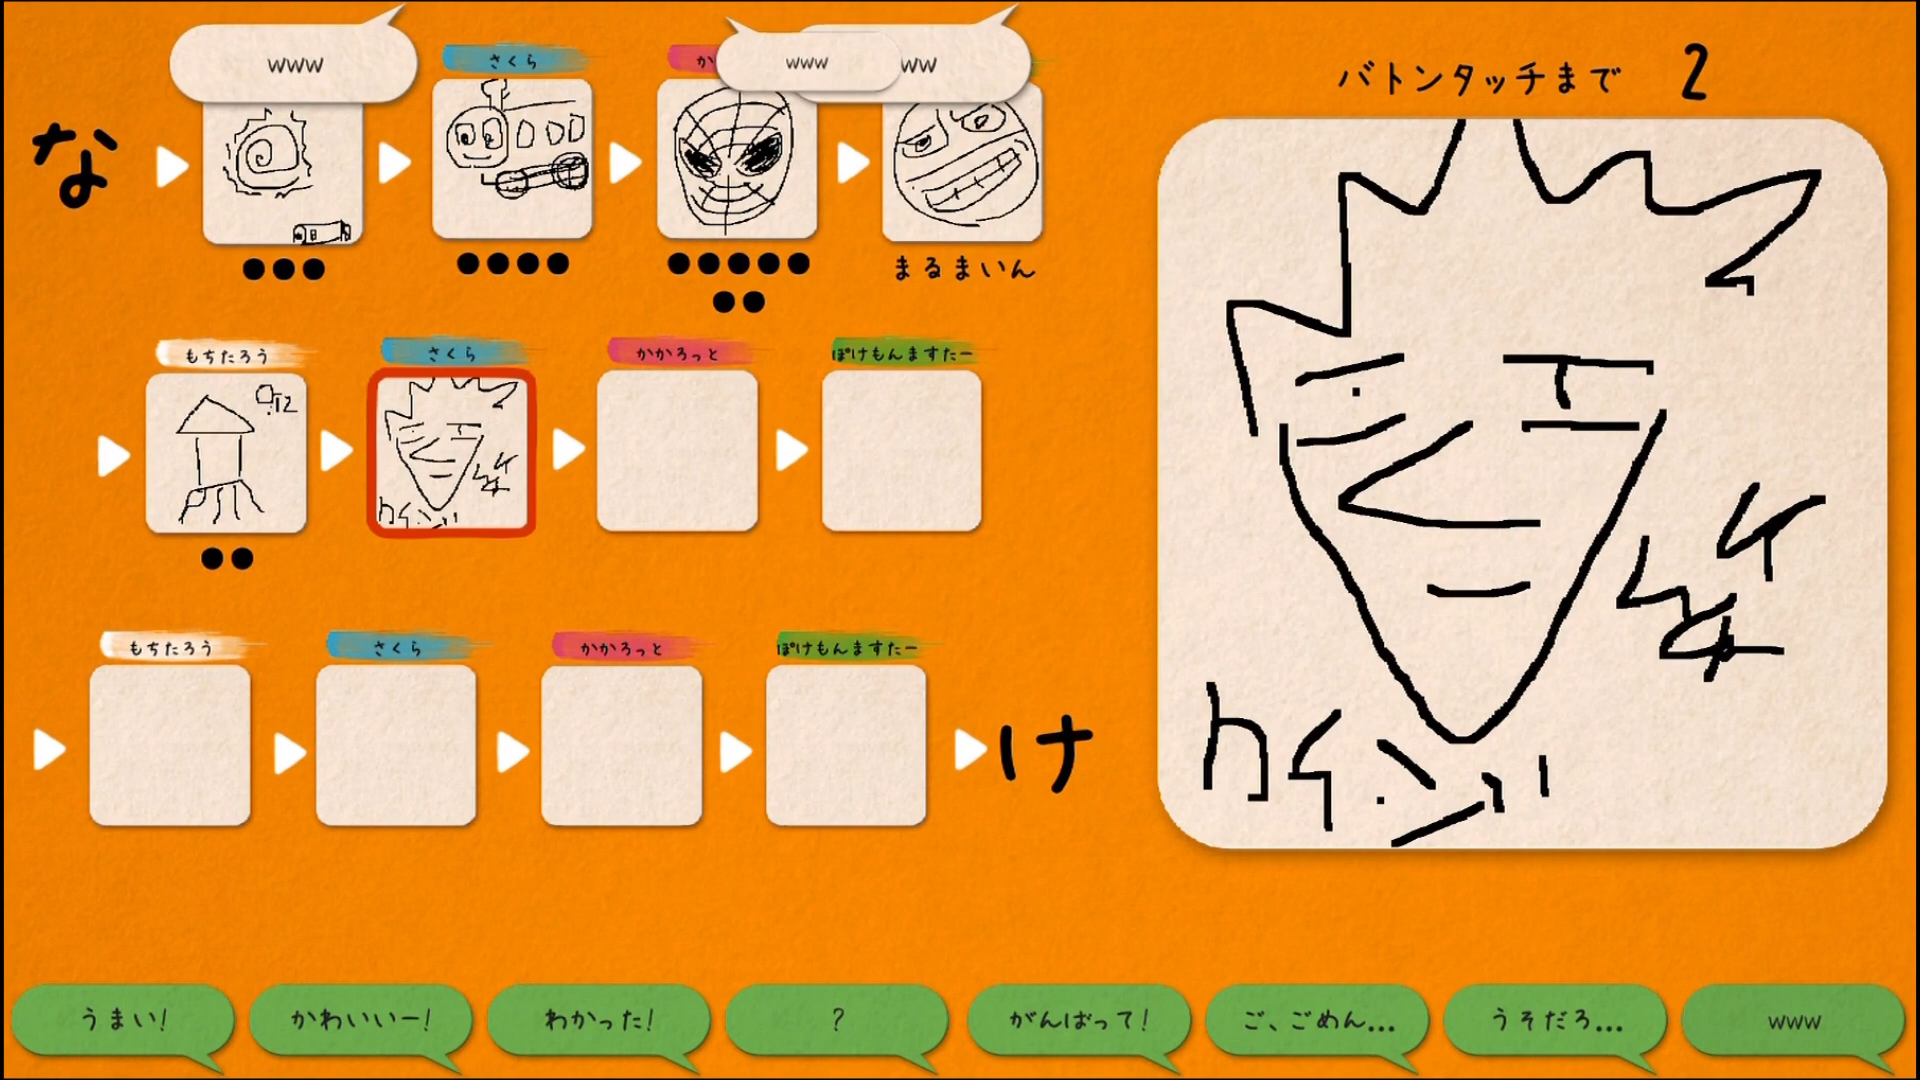 www
さくら
か
www
ww
バトンタッチまで 2
な
まるまいん
もちたろう
さくら
かかろっと
ぽけもんますたー
もちたろう
さくら
かかろっと
ぽけもんますたー
け
うまい!
かわいいー!
わかった!
?
がんばって!
ご、ごめん...
うそだろ...
www